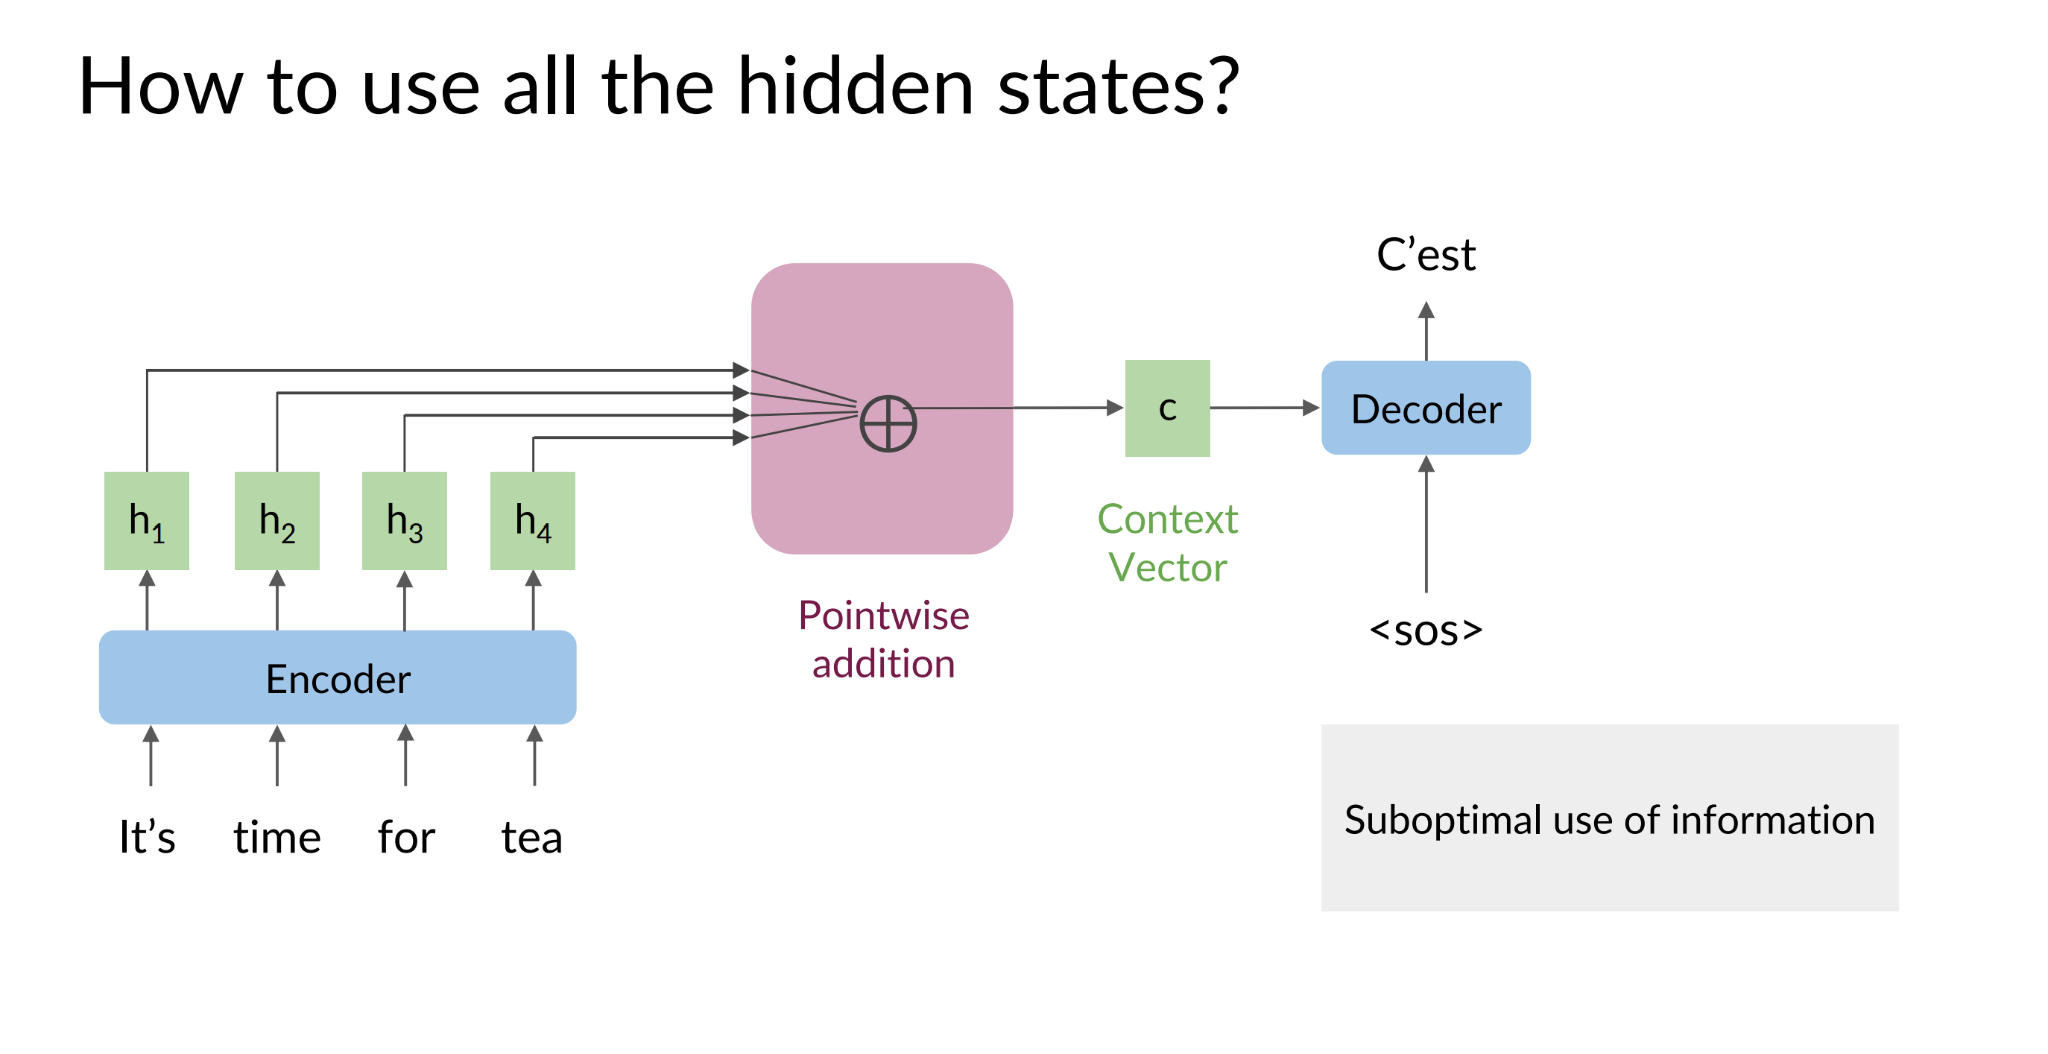 How to use all the hidden states?
C’est
Decoder
c
h1 h2 h3 h4
Context
Vector
Pointwise
addition
<sos>
Encoder
Suboptimal use of information
It’s time for tea